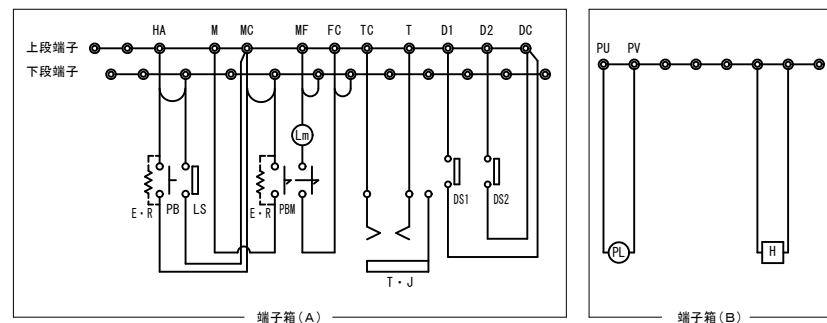 HA M MC MF FC TC T D1 D2 DC
上段端子
下段端子
Lm
E・R PB LS E・R PBM DS1 DS2
T・J
端子箱(A)
PU PV
PL H
端子箱(B)